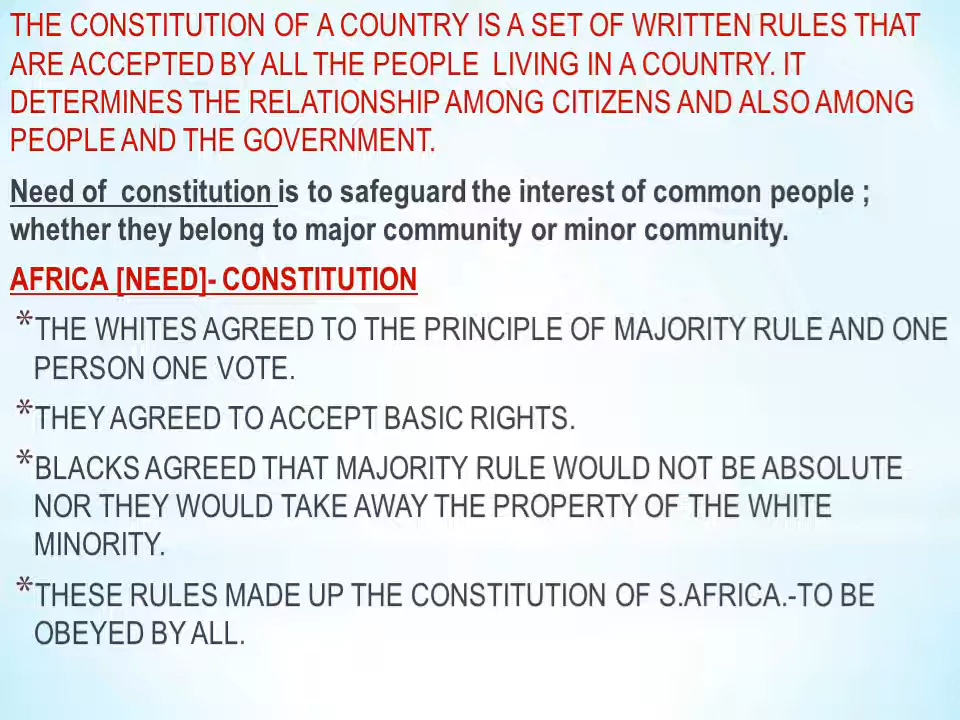 THE CONSTITUTION OF A COUNTRY IS A SET OF WRITTEN RULES THAT
ARE ACCEPTED BY ALL THE PEOPLE LIVING IN A COUNTRY. IT
DETERMINES THE RELATIONSHIP AMONG CITIZENS AND ALSO AMONG
PEOPLE AND THE GOVERNMENT.
Need of constitution is to safeguard the interest of common people ;
whether they belong to major community or minor community.
AFRICA [NEED]- CONSTITUTION
*THE WHITES AGREED TO THE PRINCIPLE OF MAJORITY RULE AND ONE
PERSON ONE VOTE.
*THEY AGREED TO ACCEPT BASIC RIGHTS.
*BLACKS AGREED THAT MAJORITY RULE WOULD NOT BE ABSOLUTE
NOR THEY WOULD TAKE AWAY THE PROPERTY OF THE WHITE
MINORITY.
*THESE RULES MADE UP THE CONSTITUTION OF S.AFRICA.-TO BE
OBEYED BY ALL.